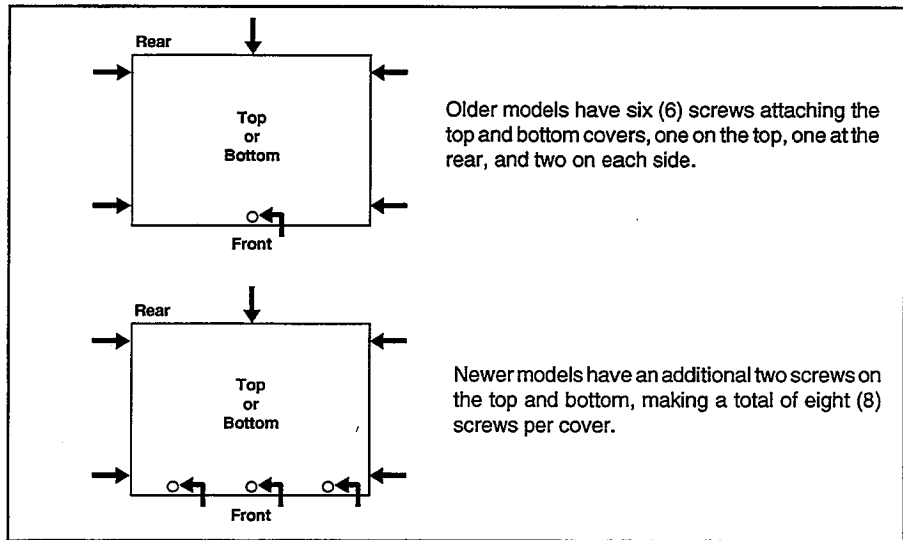 Rear
Top
or
Bottom
Front
Older models have six (6) screws attaching the
top and bottom covers, one on the top, one at the
rear, and two on each side.
Rear
Top
or
Bottom
Front
Newer models have an additional two screws on
the top and bottom, making a total of eight (8)
screws per cover.